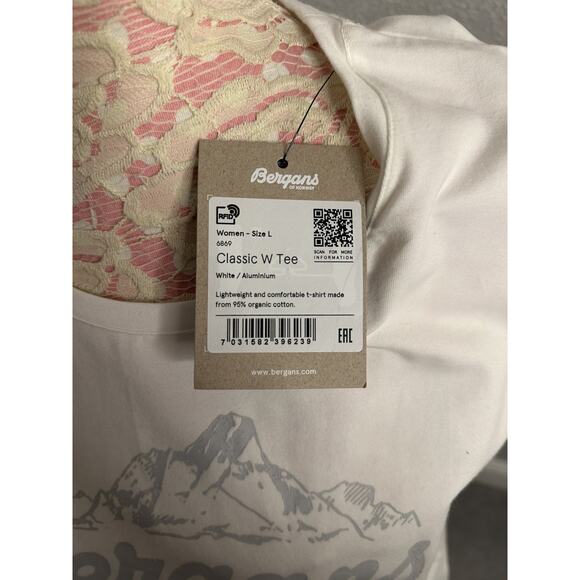 Bergans
OF NORWAY
RFID
Women - Size L
6869
Classic W Tee
White / Aluminium
SCAN FOR MORE
INFORMATION
Lightweight and comfortable t-shirt made
from 95% organic cotton.
7 031582 396239
EAC
www.bergans.com
Bergans